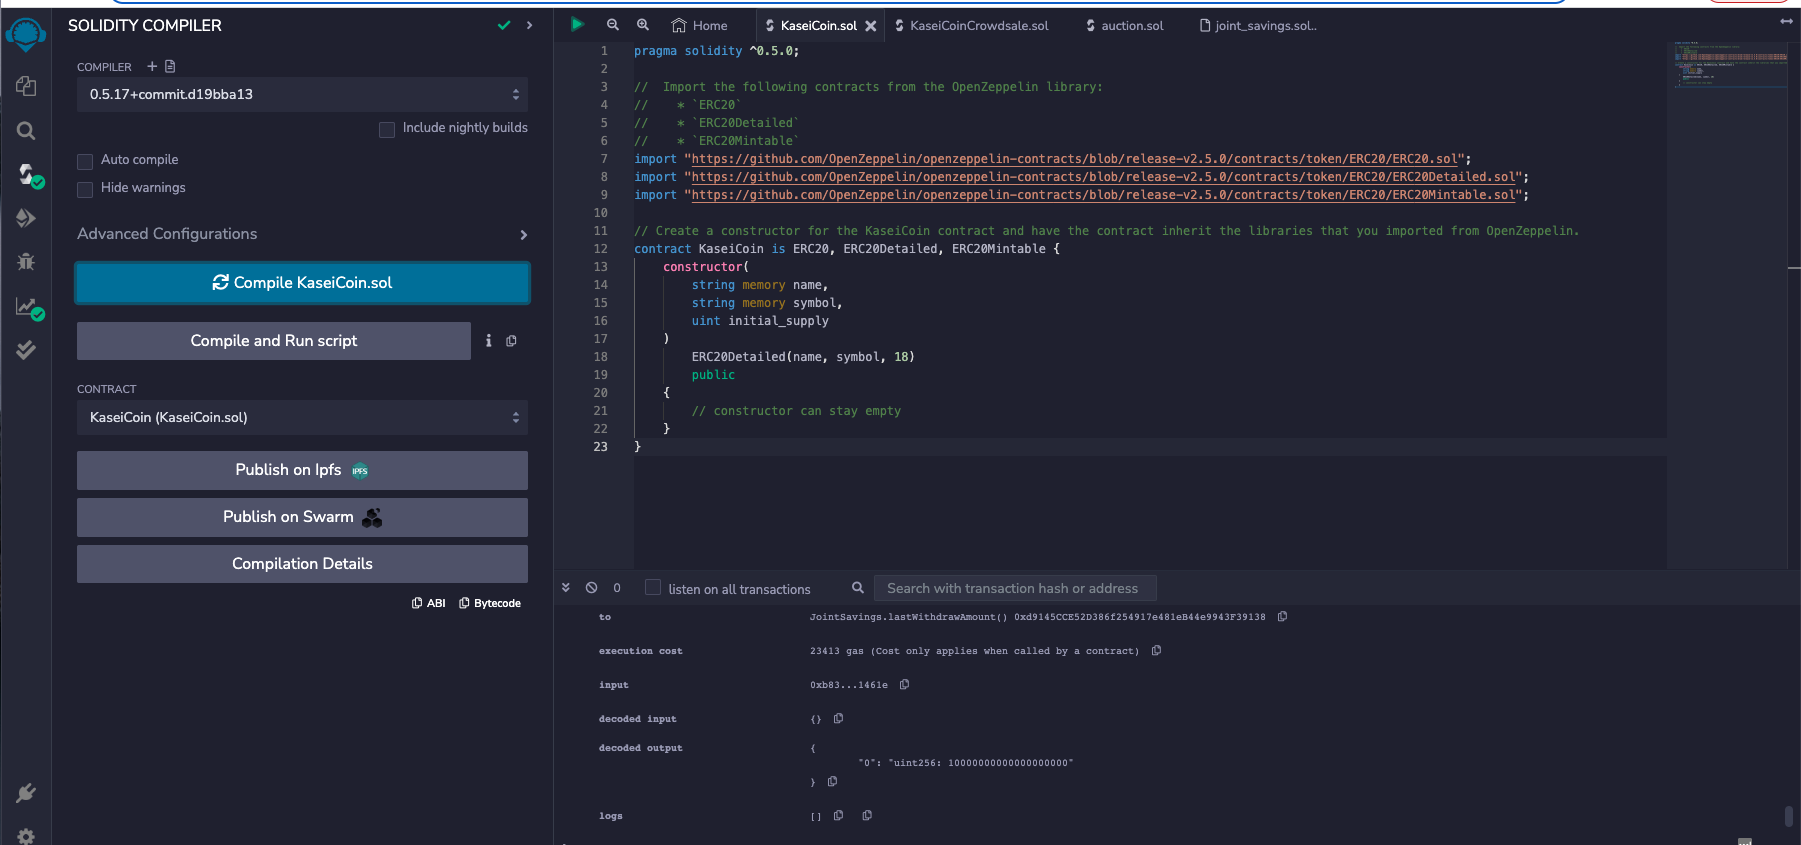 SOLIDITY COMPILER
COMPILER
0.5.17+commit.d19bba13
Include nightly builds
Auto compile
Hide warnings
Advanced Configurations
Compile KaseiCoin.sol
Compile and Run script
CONTRACT
KaseiCoin (KaseiCoin.sol)
Publish on Ipfs
IPFS
Publish on Swarm
Compilation Details
ABI
Bytecode
Home
KaseiCoin.sol
KaseiCoinCrowdsale.sol
auction.sol
joint_savings.sol..
1 pragma solidity ^0.5.0;
2
3 //  Import the following contracts from the OpenZeppelin library:
4 //    * `ERC20`
5 //    * `ERC20Detailed`
6 //    * `ERC20Mintable`
7 import "https://github.com/OpenZeppelin/openzeppelin-contracts/blob/release-v2.5.0/contracts/token/ERC20/ERC20.sol";
8 import "https://github.com/OpenZeppelin/openzeppelin-contracts/blob/release-v2.5.0/contracts/token/ERC20/ERC20Detailed.sol";
9 import "https://github.com/OpenZeppelin/openzeppelin-contracts/blob/release-v2.5.0/contracts/token/ERC20/ERC20Mintable.sol";
10
11 // Create a constructor for the KaseiCoin contract and have the contract inherit the libraries that you imported from OpenZeppelin.
12 contract KaseiCoin is ERC20, ERC20Detailed, ERC20Mintable {
13     constructor(
14         string memory name,
15         string memory symbol,
16         uint initial_supply
17     )
18         ERC20Detailed(name, symbol, 18)
19         public
20     {
21         // constructor can stay empty
22     }
23 }
0
listen on all transactions
Search with transaction hash or address
to JointSavings.lastWithdrawAmount() 0xd9145CCE52D386f254917e481eB44e9943F39138
execution cost 23413 gas (Cost only applies when called by a contract)
input 0xb83...1461e
decoded input {}
decoded output {
"0": "uint256: 10000000000000000000"
}
logs []